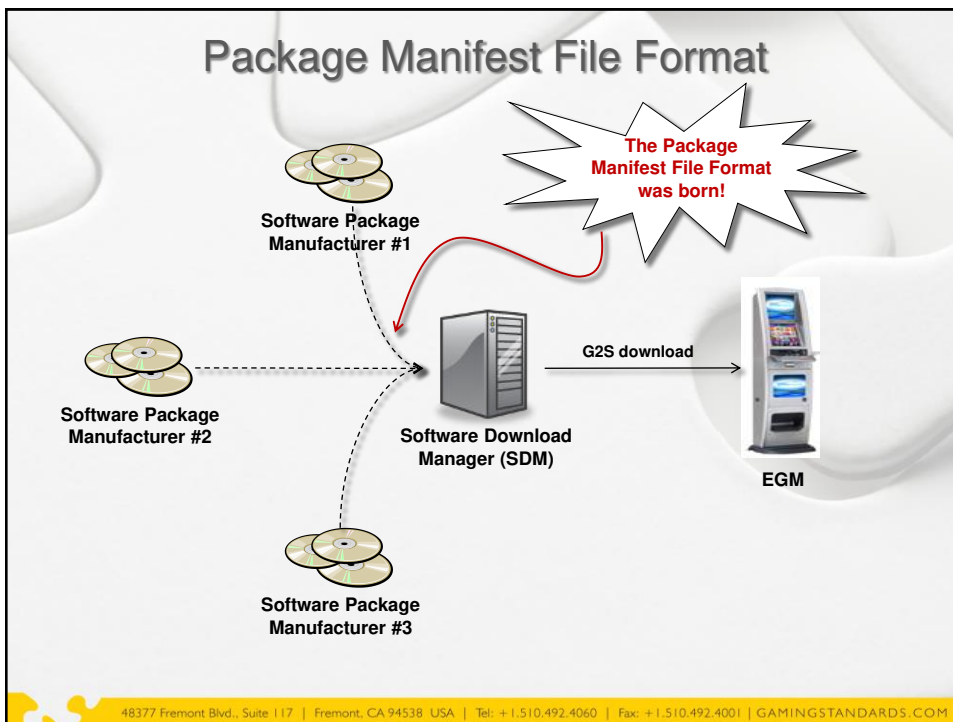 Package Manifest File Format
The Package
Manifest File Format
was born!
Software Package
Manufacturer #1
G2S download
Software Package
Manufacturer #2
Software Download
Manager (SDM)
EGM
Software Package
Manufacturer #3
48377 Fremont Blvd., Suite 117 | Fremont, CA 94538 USA | Tel: +1.510.492.4060 | Fax: +1.510.492.4001 | GAMINGSTANDARDS.COM